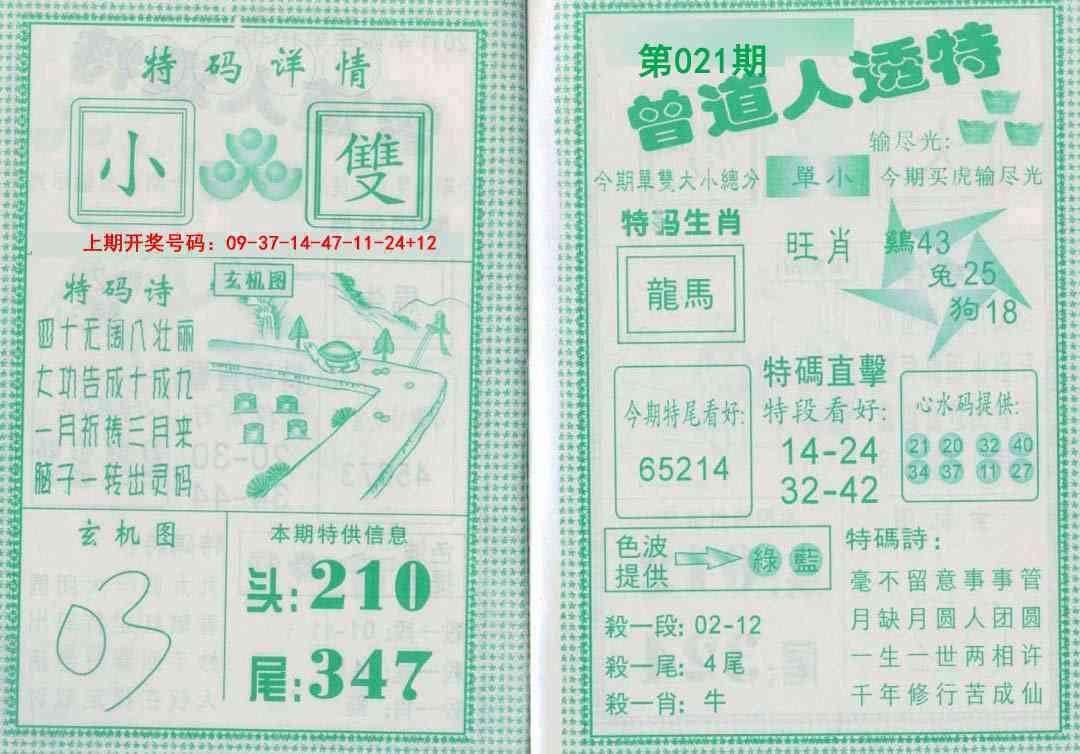 特码详情
小 雙
上期开奖号码：09-37-14-47-11-24+12
特码诗
四十无阔八壮丽
大功告成十成九
一月祈祷三月来
脑子一转出灵码
玄机图
玄机图
03
本期特供信息
头:210
尾:347
第021期
曾道人透特
输尽光:
今期單雙大小總分 單小 今期买虎输尽光
特码生肖
龍馬
旺肖
鷄43
兔25
狗18
今期特尾看好:
65214
特碼直擊
特段看好:
14-24
32-42
心水码提供:
21 20 32 40
34 37 11 27
色波
提供
綠 藍
殺一段: 02-12
殺一尾: 4尾
殺一肖: 牛
特碼詩:
毫不留意事事管
月缺月圆人团圆
一生一世两相许
千年修行苦成仙